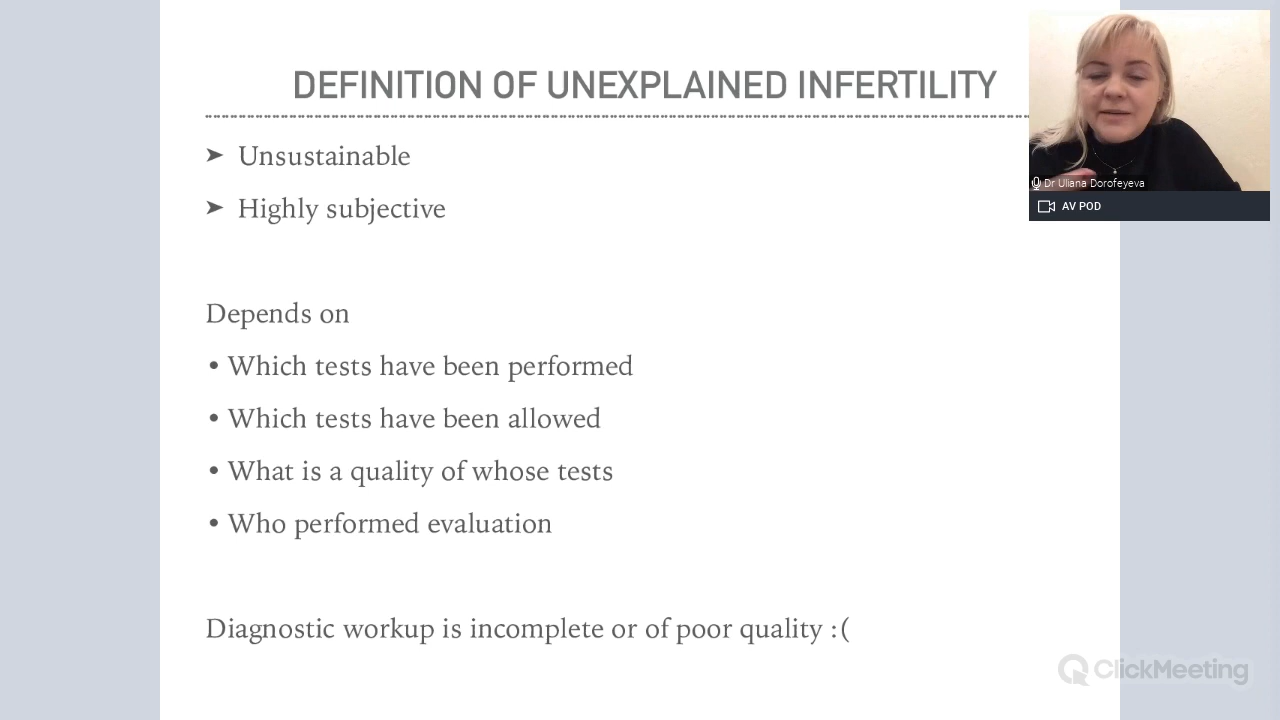 DEFINITION OF UNEXPLAINED INFERTILITY
➤ Unsustainable
➤ Highly subjective
Depends on
• Which tests have been performed
• Which tests have been allowed
• What is a quality of whose tests
• Who performed evaluation
Diagnostic workup is incomplete or of poor quality :(
Dr Uliana Dorofeyeva
AV POD
ClickMeeting